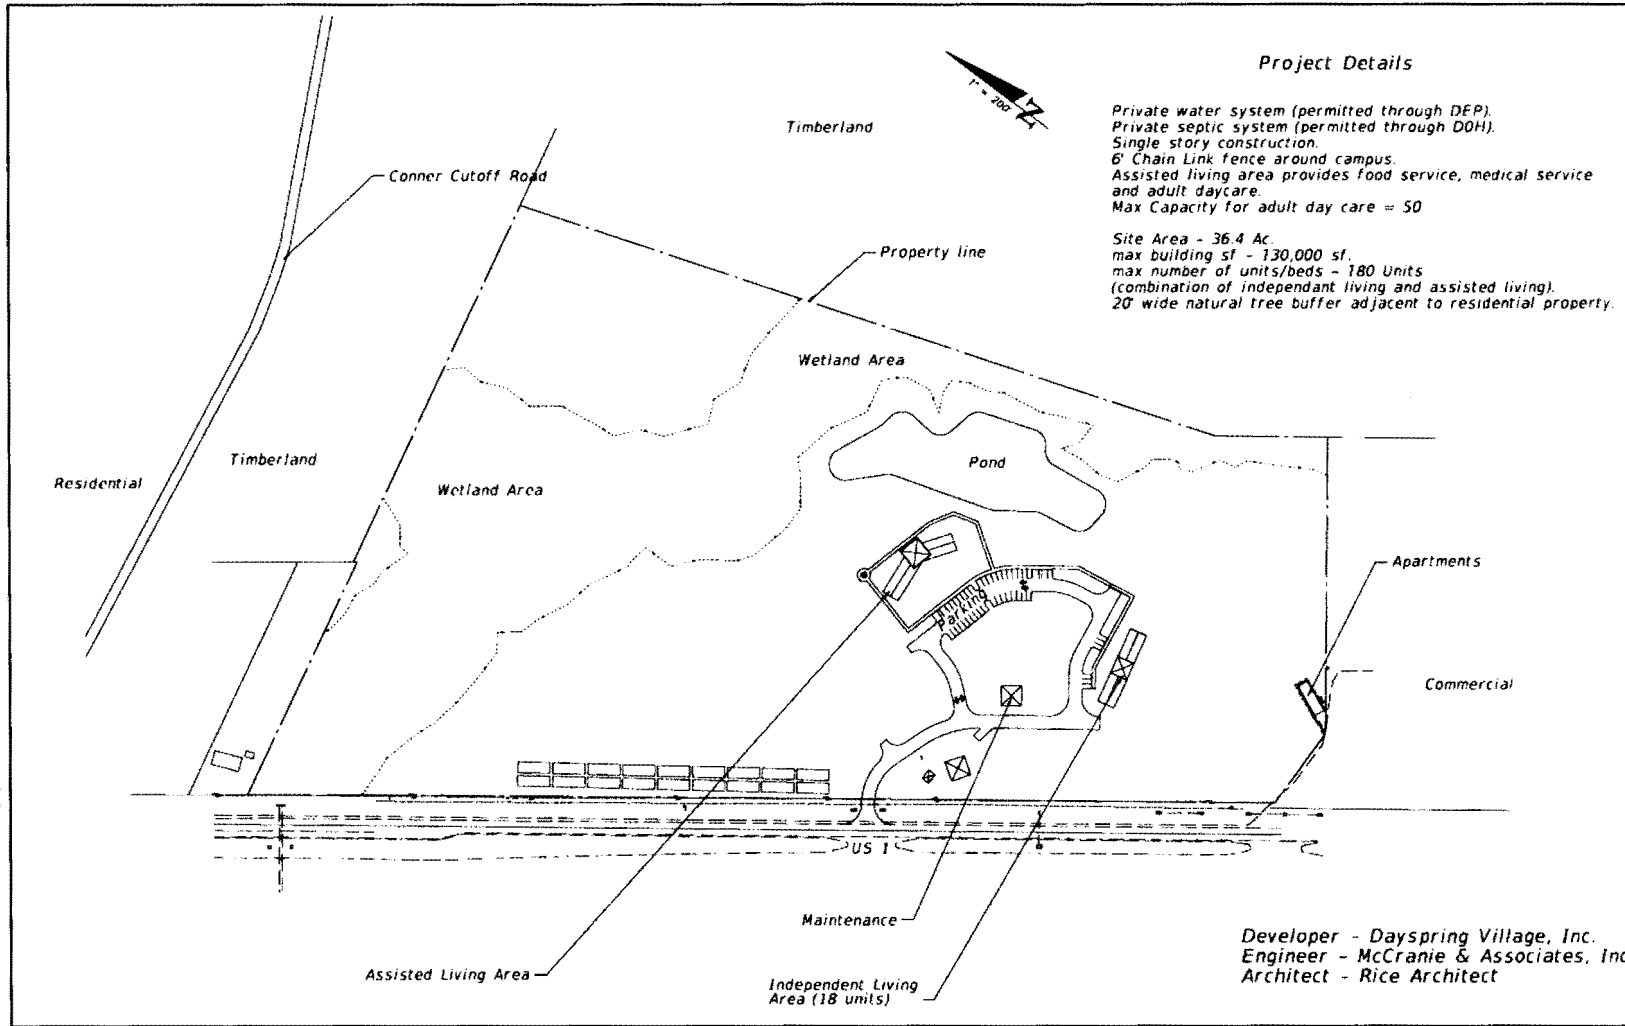 Project Details
1" = 200'
N
Timberland
Private water system (permitted through DEP).
Private septic system (permitted through DOH).
Single story construction.
6' Chain Link fence around campus.
Assisted living area provides food service, medical service
and adult daycare.
Max Capacity for adult day care = 50
Conner Cutoff Road
Property line
Site Area - 36.4 Ac.
max building sf - 130,000 sf.
max number of units/beds - 180 Units
(combination of independant living and assisted living).
20' wide natural tree buffer adjacent to residential property.
Wetland Area
Timberland
Pond
Residential
Wetland Area
Apartments
Parking
Commercial
US 1
Maintenance
Assisted Living Area
Independent Living
Area (18 units)
Developer - Dayspring Village, Inc.
Engineer - McCranie & Associates, Inc
Architect - Rice Architect